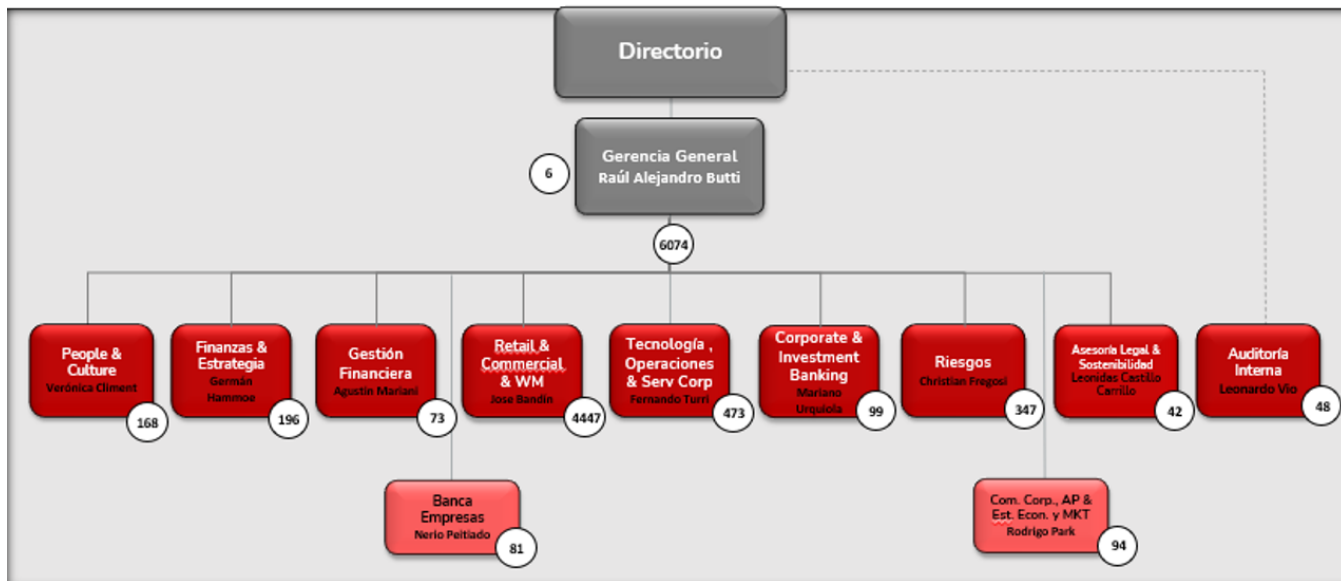 Directorio
Gerencia General
Raúl Alejandro Butti
6
6074
People &
Culture
Verónica Climent
168
Finanzas &
Estrategia
Germán
Hammoe
196
Gestión
Financiera
Agustin Mariani
73
Retail &
Commercial
& WM
Jose Bandin
4447
Tecnología ,
Operaciones
& Serv Corp
Fernando Turri
473
Corporate &
Investment
Banking
Mariano
Urquiola
99
Riesgos
Christian Fregosi
347
Asesoría Legal &
Sostenibilidad
Leonidas Castillo
Carrillo
42
Auditoría
Interna
Leonardo Vio
48
Banca
Empresas
Nerio Peitiado
81
Com. Corp., AP &
Est. Econ. y MKT
Rodrigo Park
94